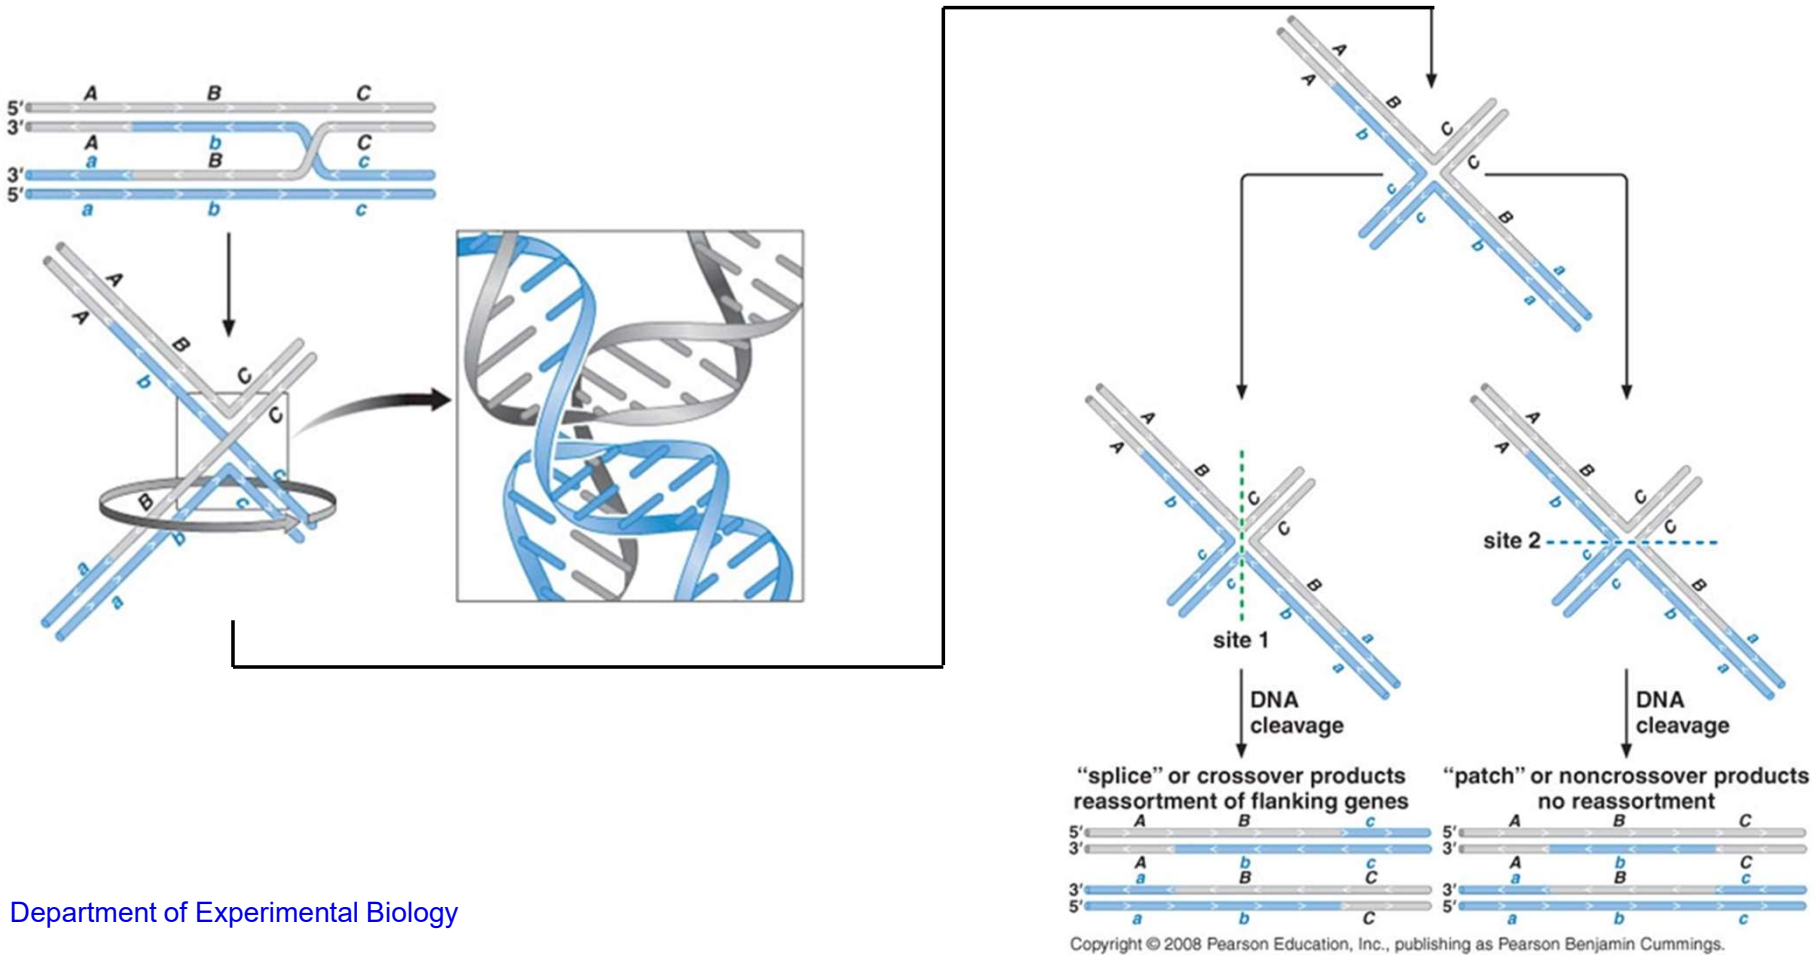 A B C
5'
3'
A b C
a B c
3'
5'
a b c
A
A
B
b
C
C
B
c
c
b
a
a
A
A
B
b
C
C
c
c
B
b
a
a
A
A
B
b
C
C
c
c
B
b
a
a
site 1
A
A
B
b
C
C
site 2
c
c
B
b
a
a
DNA
cleavage
DNA
cleavage
“splice” or crossover products
reassortment of flanking genes
A B c
5'
3'
A b c
a B C
3'
5'
a b C
“patch” or noncrossover products
no reassortment
A B C
5'
3'
A b C
a B c
3'
5'
a b c
Department of Experimental Biology
Copyright © 2008 Pearson Education, Inc., publishing as Pearson Benjamin Cummings.